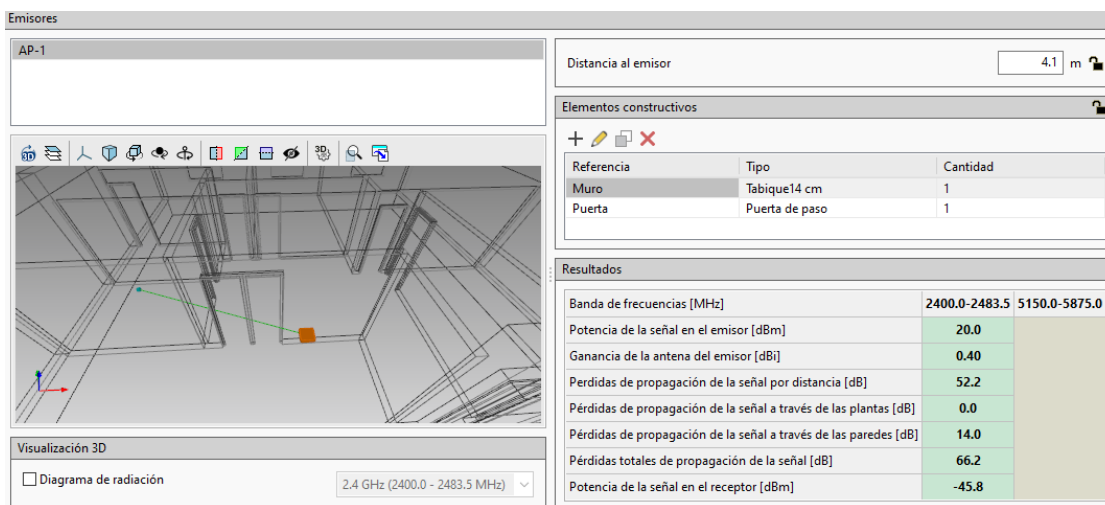 Emisores
AP-1
Distancia al emisor 4.1 m
Elementos constructivos
Referencia Tipo Cantidad
Muro Tabique14 cm 1
Puerta Puerta de paso 1
3D 3D
Resultados
Banda de frecuencias [MHz] 2400.0-2483.5 5150.0-5875.0
Potencia de la señal en el emisor [dBm] 20.0
Ganancia de la antena del emisor [dBi] 0.40
Perdidas de propagación de la señal por distancia [dB] 52.2
Pérdidas de propagación de la señal a través de las plantas [dB] 0.0
Pérdidas de propagación de la señal a través de las paredes [dB] 14.0
Pérdidas totales de propagación de la señal [dB] 66.2
Potencia de la señal en el receptor [dBm] -45.8
Visualización 3D
Diagrama de radiación 2.4 GHz (2400.0 - 2483.5 MHz)